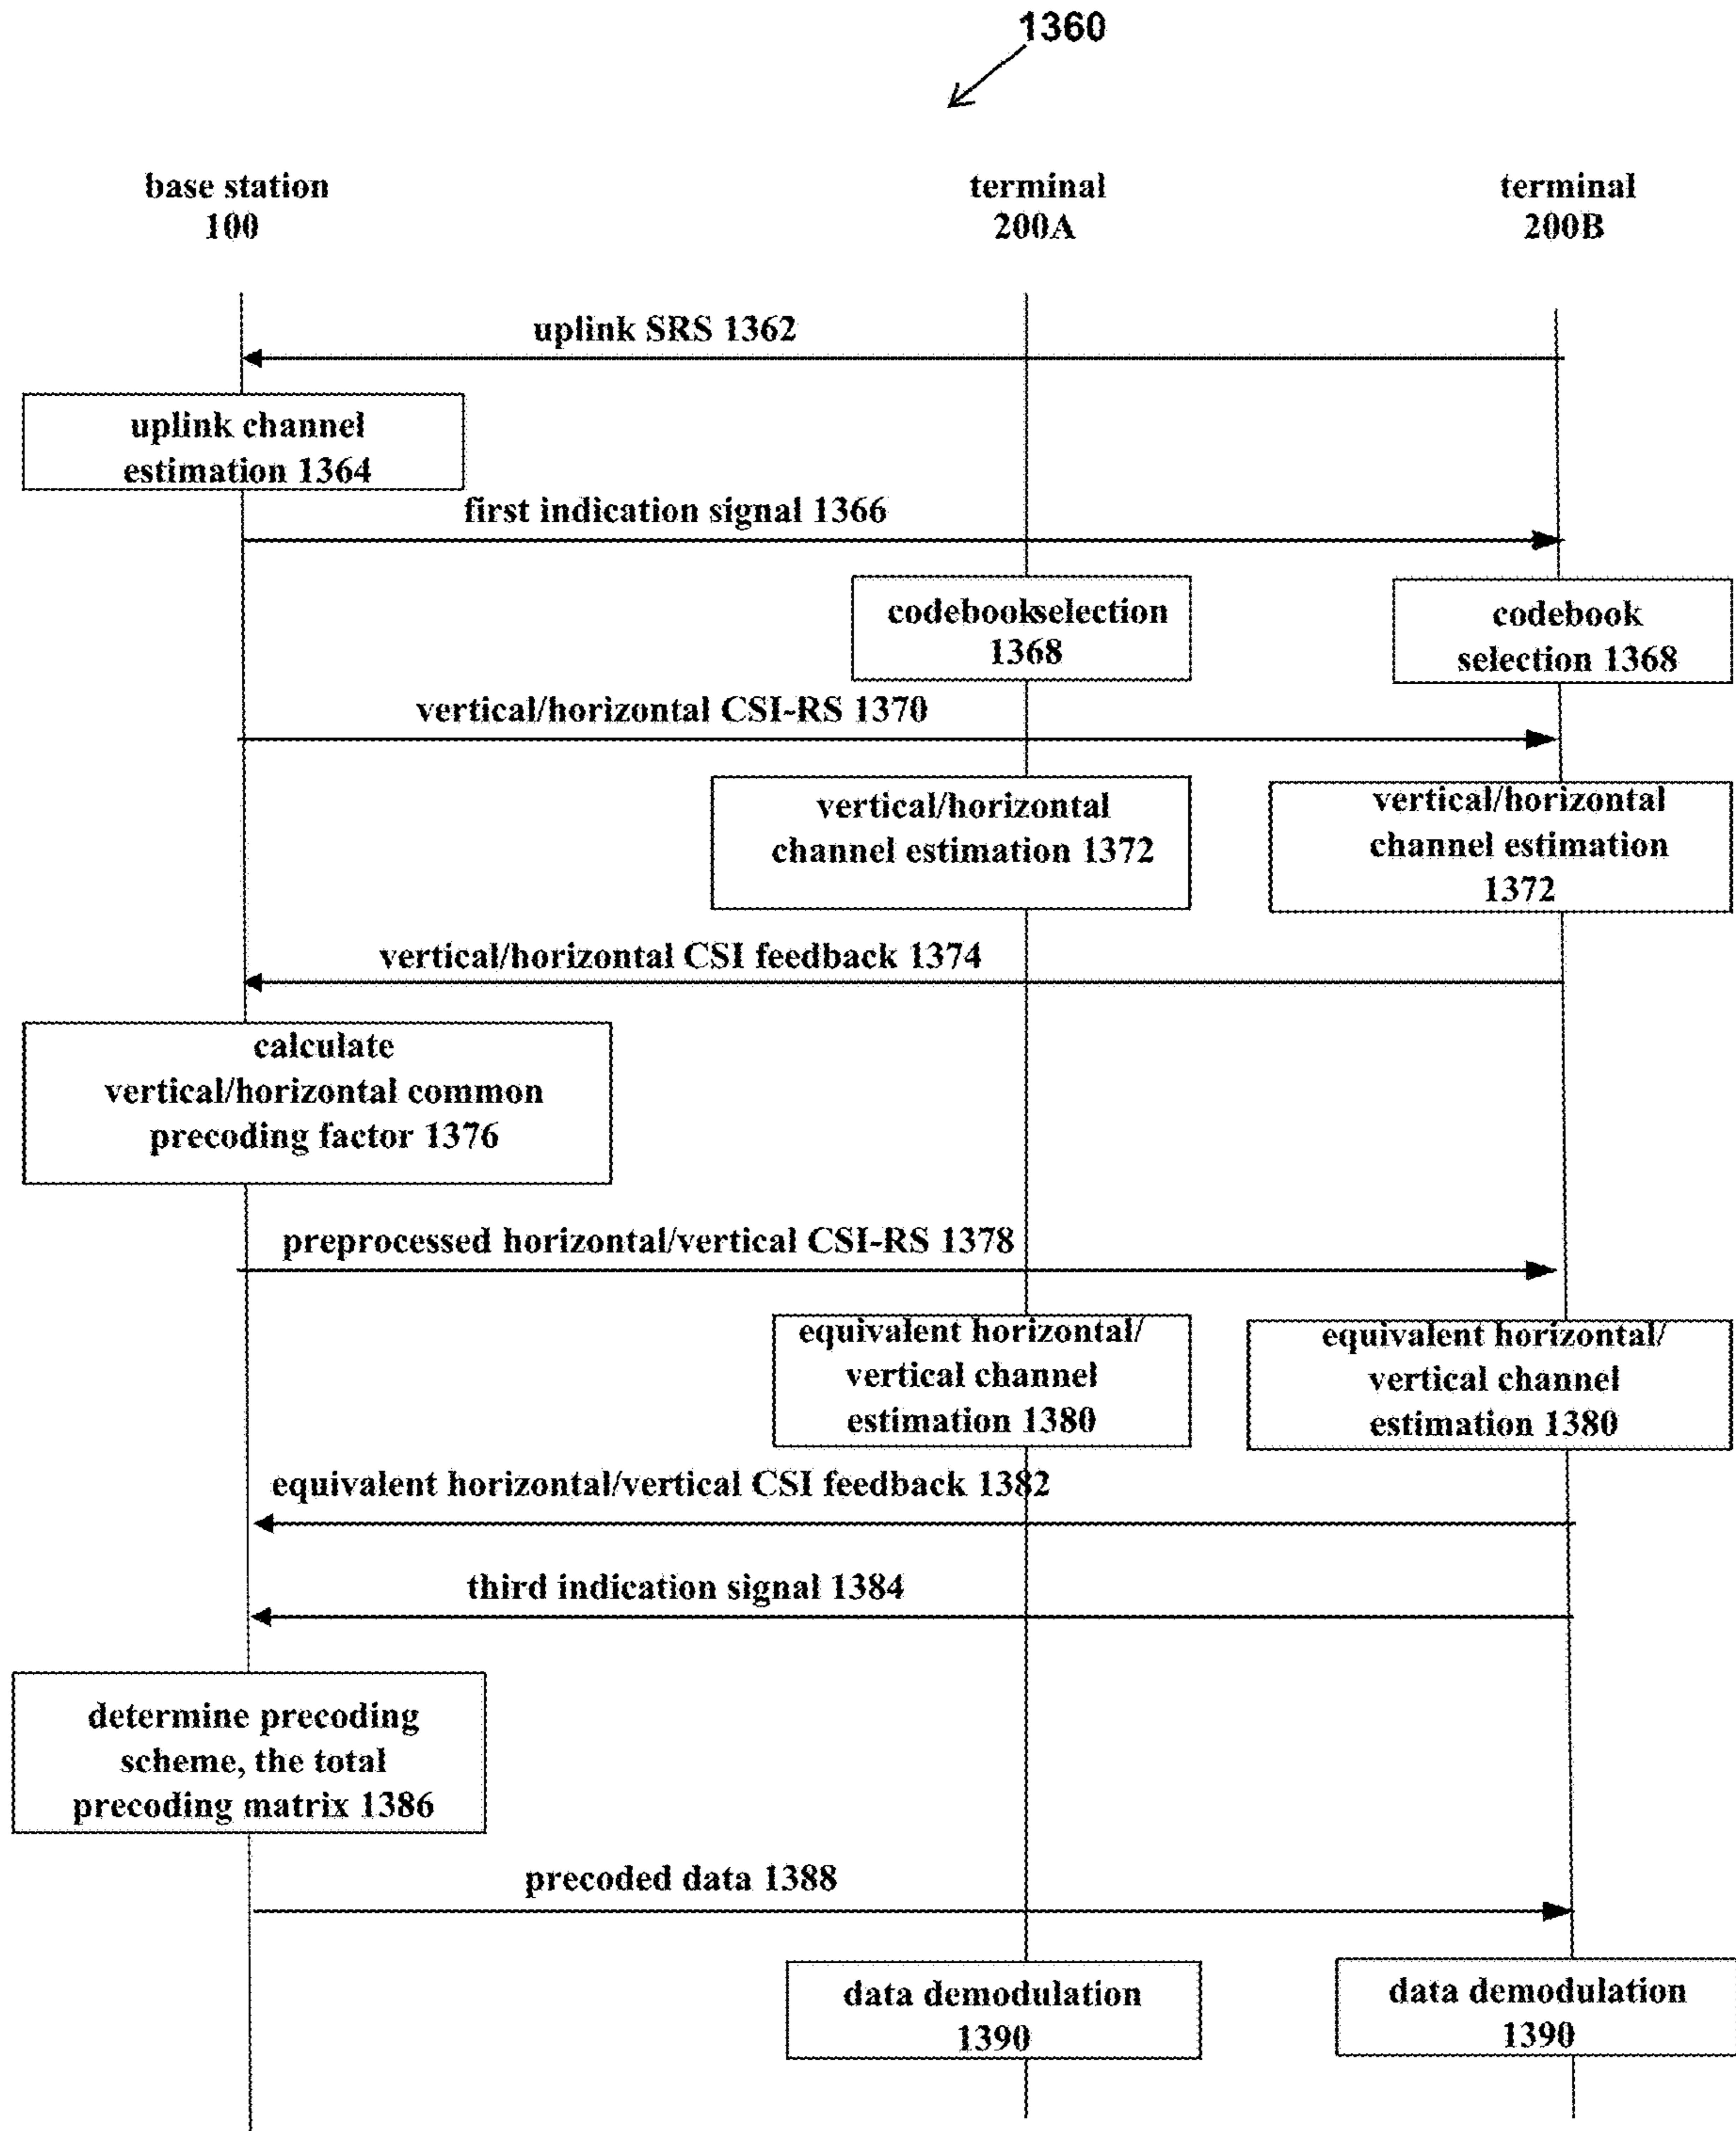 1360
base station
100
terminal
200A
terminal
200B
uplink SRS 1362
uplink channel
estimation 1364
first indication signal 1366
codebookselection
1368
codebook
selection 1368
vertical/horizontal CSI-RS 1370
vertical/horizontal
channel estimation 1372
vertical/horizontal
channel estimation
1372
vertical/horizontal CSI feedback 1374
calculate
vertical/horizontal common
precoding factor 1376
preprocessed horizontal/vertical CSI-RS 1378
equivalent horizontal/
vertical channel
estimation 1380
equivalent horizontal/
vertical channel
estimation 1380
equivalent horizontal/vertical CSI feedback 1382
third indication signal 1384
determine precoding
scheme, the total
precoding matrix 1386
precoded data 1388
data demodulation
1390
data demodulation
1390